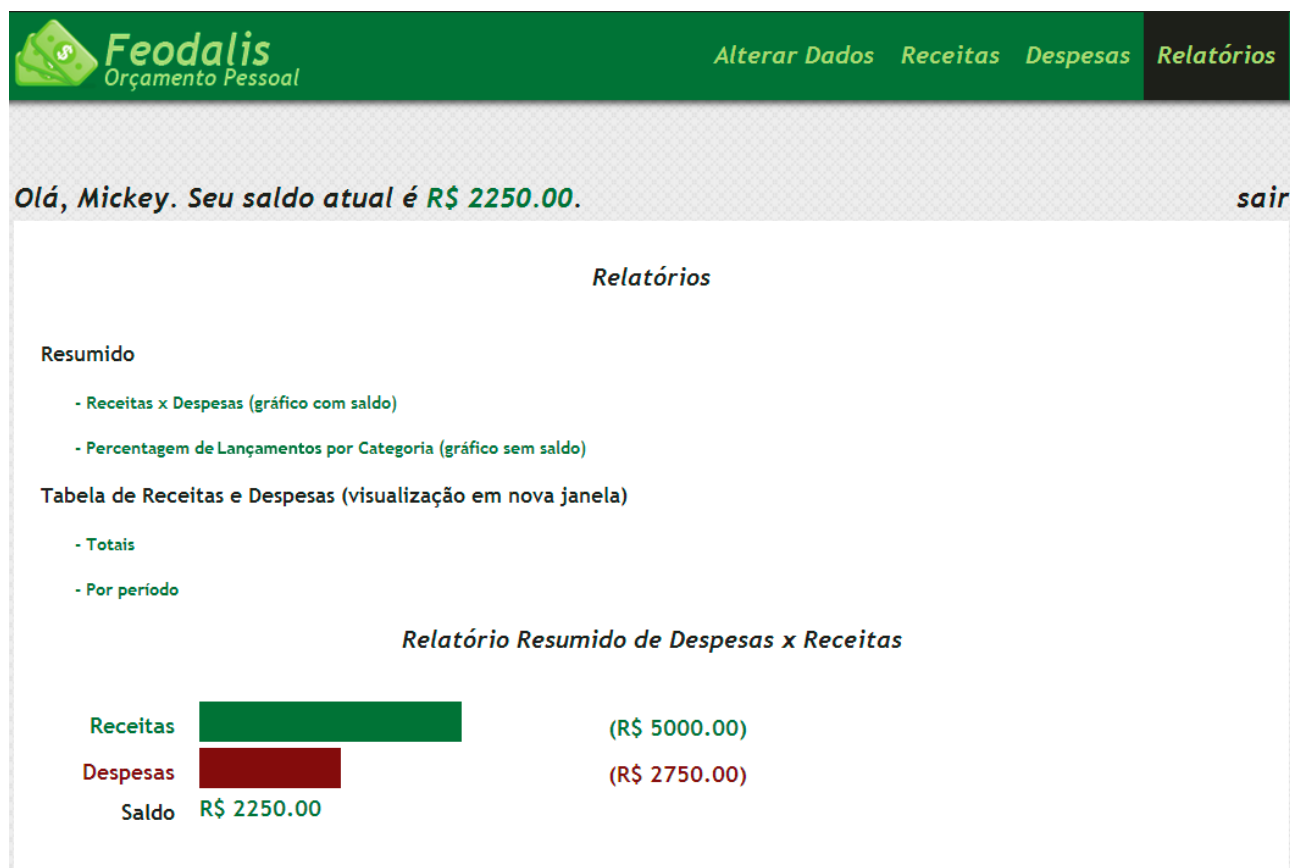 Feodalis
Orçamento Pessoal
Alterar Dados Receitas Despesas Relatórios
Olá, Mickey. Seu saldo atual é R$ 2250.00. sair
Relatórios
Resumido
- Receitas x Despesas (gráfico com saldo)
- Percentagem de Lançamentos por Categoria (gráfico sem saldo)
Tabela de Receitas e Despesas (visualização em nova janela)
- Totais
- Por período
Relatório Resumido de Despesas x Receitas
Receitas (R$ 5000.00)
Despesas (R$ 2750.00)
Saldo R$ 2250.00